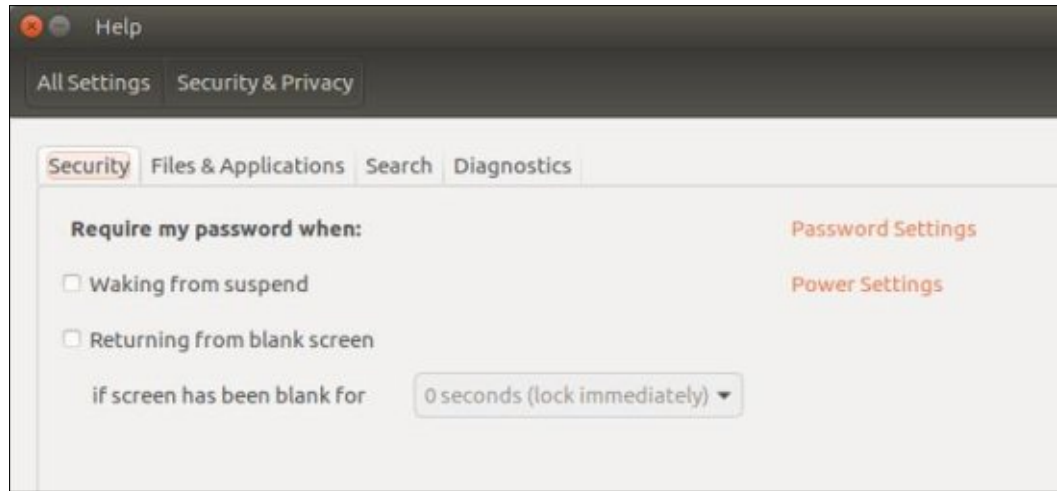 Help
All Settings Security & Privacy
Security Files & Applications Search Diagnostics
Require my password when: Password Settings
Waking from suspend Power Settings
Returning from blank screen
if screen has been blank for 0 seconds (lock immediately)